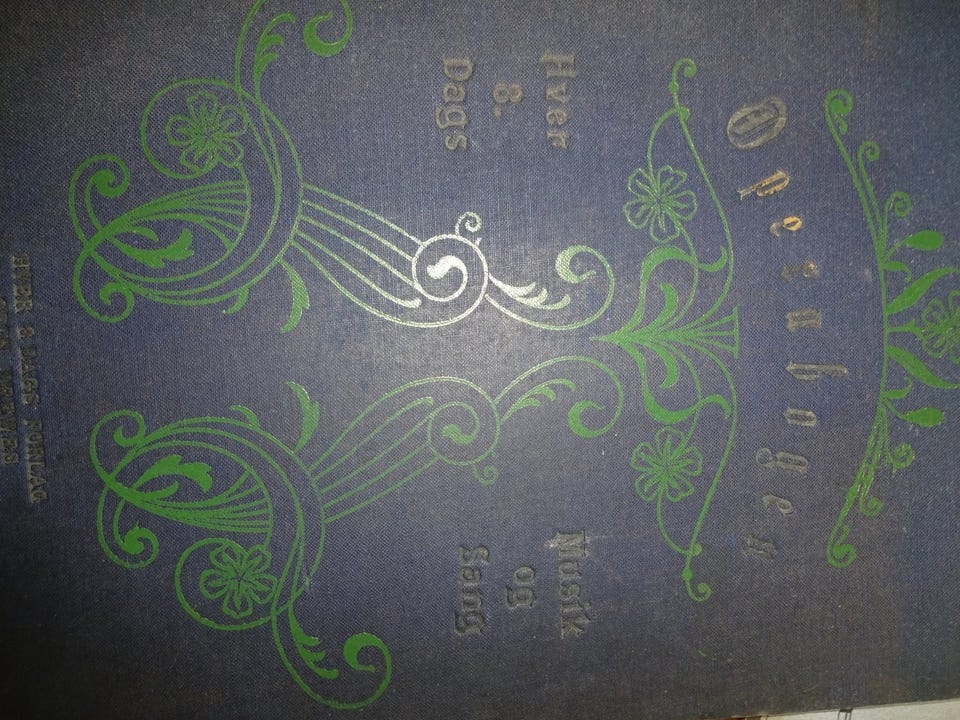 Operabogen
Hver
8.
Dags
Musik
og
Sang
HVER 8 DAGS FORLAG